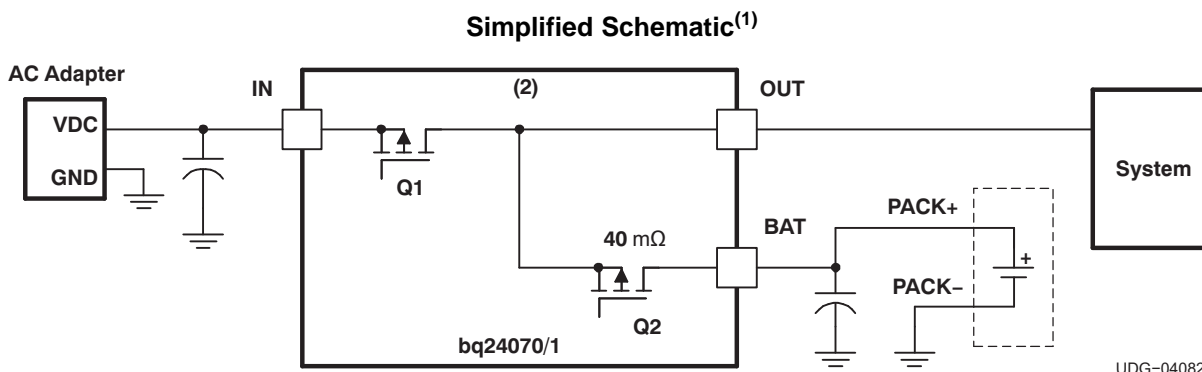 Simplified Schematic(1)
AC Adapter
VDC
GND
IN
(2)
OUT
Q1
System
40 mΩ
BAT
PACK+
+
PACK–
Q2
bq24070/1
UDG–04082